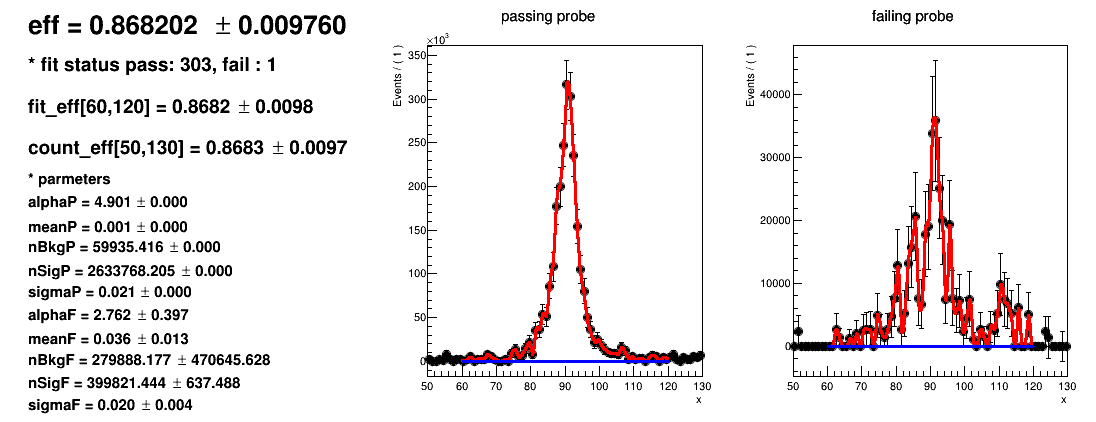 eff = 0.868202 ± 0.009760
* fit status pass: 303, fail : 1
fit_eff[60,120] = 0.8682 ± 0.0098
count_eff[50,130] = 0.8683 ± 0.0097
* parmeters
alphaP = 4.901 ± 0.000
meanP = 0.001 ± 0.000
nBkgP = 59935.416 ± 0.000
nSigP = 2633768.205 ± 0.000
sigmaP = 0.021 ± 0.000
alphaF = 2.762 ± 0.397
meanF = 0.036 ± 0.013
nBkgF = 279888.177 ± 470645.628
nSigF = 399821.444 ± 637.488
sigmaF = 0.020 ± 0.004
passing probe
×10³
Events / ( 1 )
350
300
250
200
150
100
50
0
50 60 70 80 90 100 110 120 130
x
failing probe
Events / ( 1 )
40000
30000
20000
10000
0
50 60 70 80 90 100 110 120 130
x